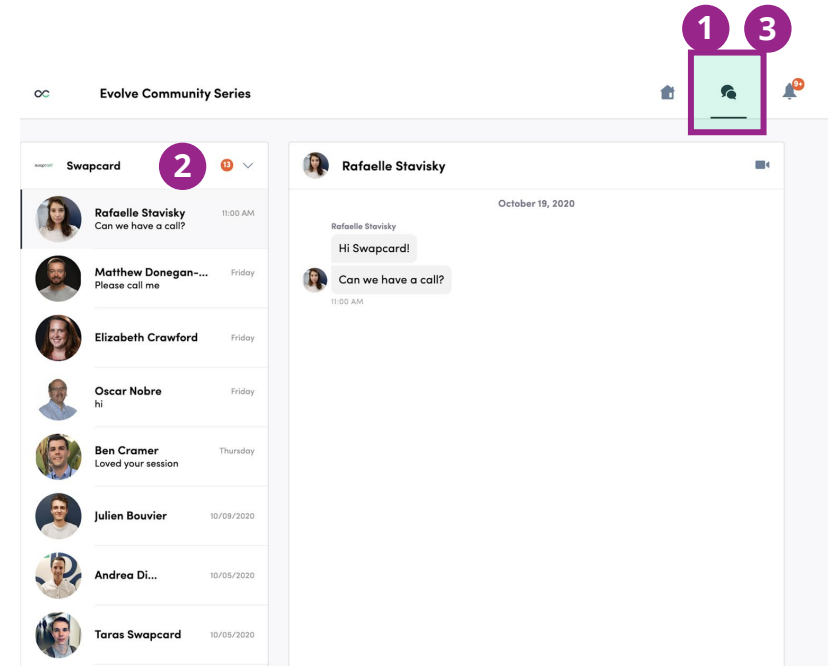 1 3
Evolve Community Series
9+
swapcard Swapcard 2 13
Rafaelle Stavisky 11:00 AM
Can we have a call?
Matthew Donegan-... Friday
Please call me
Elizabeth Crawford Friday
Oscar Nobre Friday
hi
Ben Cramer Thursday
Loved your session
Julien Bouvier 10/09/2020
Andrea Di... 10/05/2020
Taras Swapcard 10/05/2020
Rafaelle Stavisky
October 19, 2020
Rafaelle Stavisky
Hi Swapcard!
Can we have a call?
11:00 AM